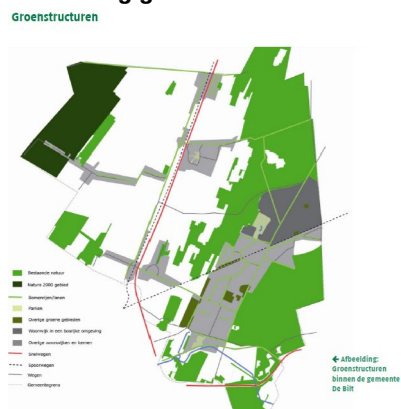 Groenstructuren
Bestaande natuur
Natura 2000 gebied
Bomenrijen/lanen
Parken
Overige groene gebieden
Woonwijk in een bosrijke omgeving
Overige woonwijken en kernen
Snelwegen
Spoorwegen
Wegen
Gemeentegrens
← Afbeelding:
Groenstructuren
binnen de gemeente
De Bilt